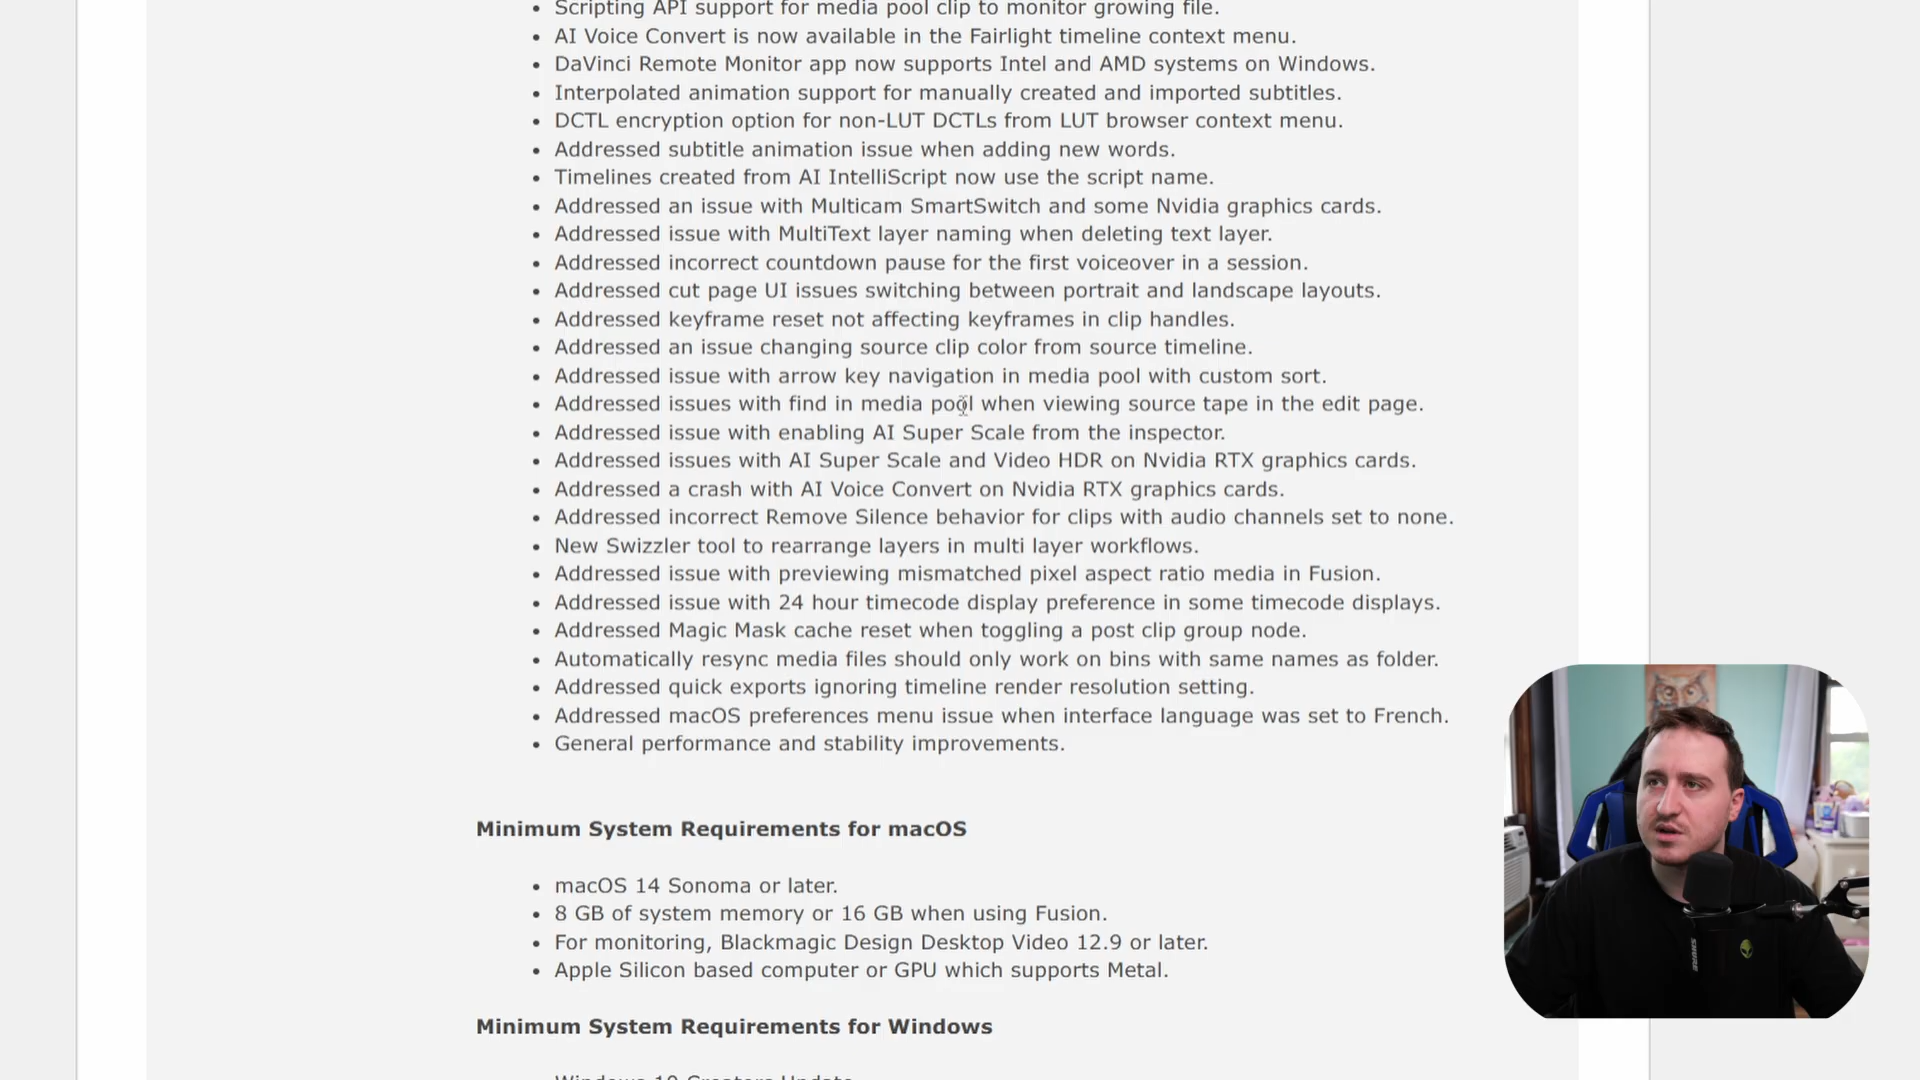 Scripting API support for media pool clip to monitor growing file.
AI Voice Convert is now available in the Fairlight timeline context menu.
DaVinci Remote Monitor app now supports Intel and AMD systems on Windows.
Interpolated animation support for manually created and imported subtitles.
DCTL encryption option for non-LUT DCTLs from LUT browser context menu.
Addressed subtitle animation issue when adding new words.
Timelines created from AI IntelliScript now use the script name.
Addressed an issue with Multicam SmartSwitch and some Nvidia graphics cards.
Addressed issue with MultiText layer naming when deleting text layer.
Addressed incorrect countdown pause for the first voiceover in a session.
Addressed cut page UI issues switching between portrait and landscape layouts.
Addressed keyframe reset not affecting keyframes in clip handles.
Addressed an issue changing source clip color from source timeline.
Addressed issue with arrow key navigation in media pool with custom sort.
Addressed issues with find in media pool when viewing source tape in the edit page.
Addressed issue with enabling AI Super Scale from the inspector.
Addressed issues with AI Super Scale and Video HDR on Nvidia RTX graphics cards.
Addressed a crash with AI Voice Convert on Nvidia RTX graphics cards.
Addressed incorrect Remove Silence behavior for clips with audio channels set to none.
New Swizzler tool to rearrange layers in multi layer workflows.
Addressed issue with previewing mismatched pixel aspect ratio media in Fusion.
Addressed issue with 24 hour timecode display preference in some timecode displays.
Addressed Magic Mask cache reset when toggling a post clip group node.
Automatically resync media files should only work on bins with same names as folder.
Addressed quick exports ignoring timeline render resolution setting.
Addressed macOS preferences menu issue when interface language was set to French.
General performance and stability improvements.
Minimum System Requirements for macOS
macOS 14 Sonoma or later.
8 GB of system memory or 16 GB when using Fusion.
For monitoring, Blackmagic Design Desktop Video 12.9 or later.
Apple Silicon based computer or GPU which supports Metal.
Minimum System Requirements for Windows
Windows 10 Creators Update.
SHURE